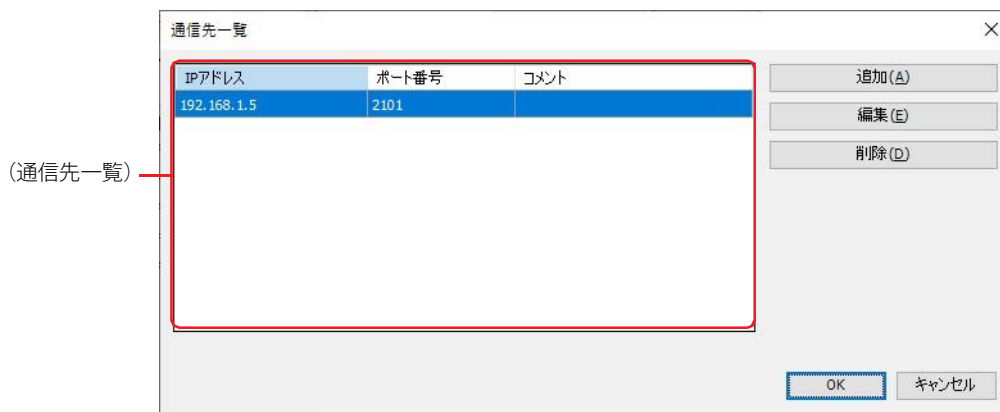 通信先一覧
IPアドレス ポート番号 コメント
192.168.1.5 2101
追加(A)
編集(E)
削除(D)
(通信先一覧)
OK キャンセル